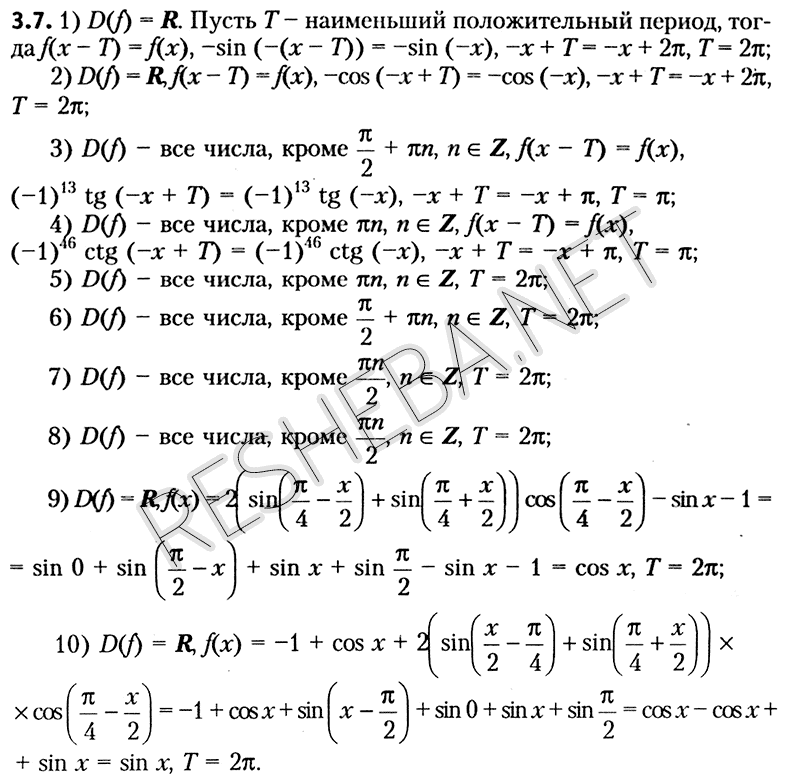 3.7. 1) D(f) = R. Пусть T − наименьший положительный период, тог-
да f(x − T) = f(x), −sin (−(x − T)) = −sin (−x), −x + T = −x + 2π, T = 2π;
2) D(f) = R, f(x − T) = f(x), −cos (−x + T) = −cos (−x), −x + T = −x + 2π,
T = 2π;
3) D(f) − все числа, кроме π/2 + πn, n ∈ Z, f(x − T) = f(x),
(−1)^13 tg (−x + T) = (−1)^13 tg (−x), −x + T = −x + π, T = π;
4) D(f) − все числа, кроме πn, n ∈ Z, f(x − T) = f(x),
(−1)^46 ctg (−x + T) = (−1)^46 ctg (−x), −x + T = −x + π, T = π;
5) D(f) − все числа, кроме πn, n ∈ Z, T = 2π;
6) D(f) − все числа, кроме π/2 + πn, n ∈ Z, T = 2π;
7) D(f) − все числа, кроме πn/2, n ∈ Z, T = 2π;
8) D(f) − все числа, кроме πn/2, n ∈ Z, T = 2π;
9) D(f) = R, f(x) = 2(sin(π/4 − x/2) + sin(π/4 + x/2)) cos(π/4 − x/2) − sin x − 1 =
= sin 0 + sin (π/2 − x) + sin x + sin π/2 − sin x − 1 = cos x, T = 2π;
10) D(f) = R, f(x) = −1 + cos x + 2(sin(x/2 − π/4) + sin(π/4 + x/2)) ×
× cos(π/4 − x/2) = −1 + cos x + sin(x − π/2) + sin 0 + sin x + sin π/2 = cos x − cos x +
+ sin x = sin x, T = 2π.
RESHEBA.NET